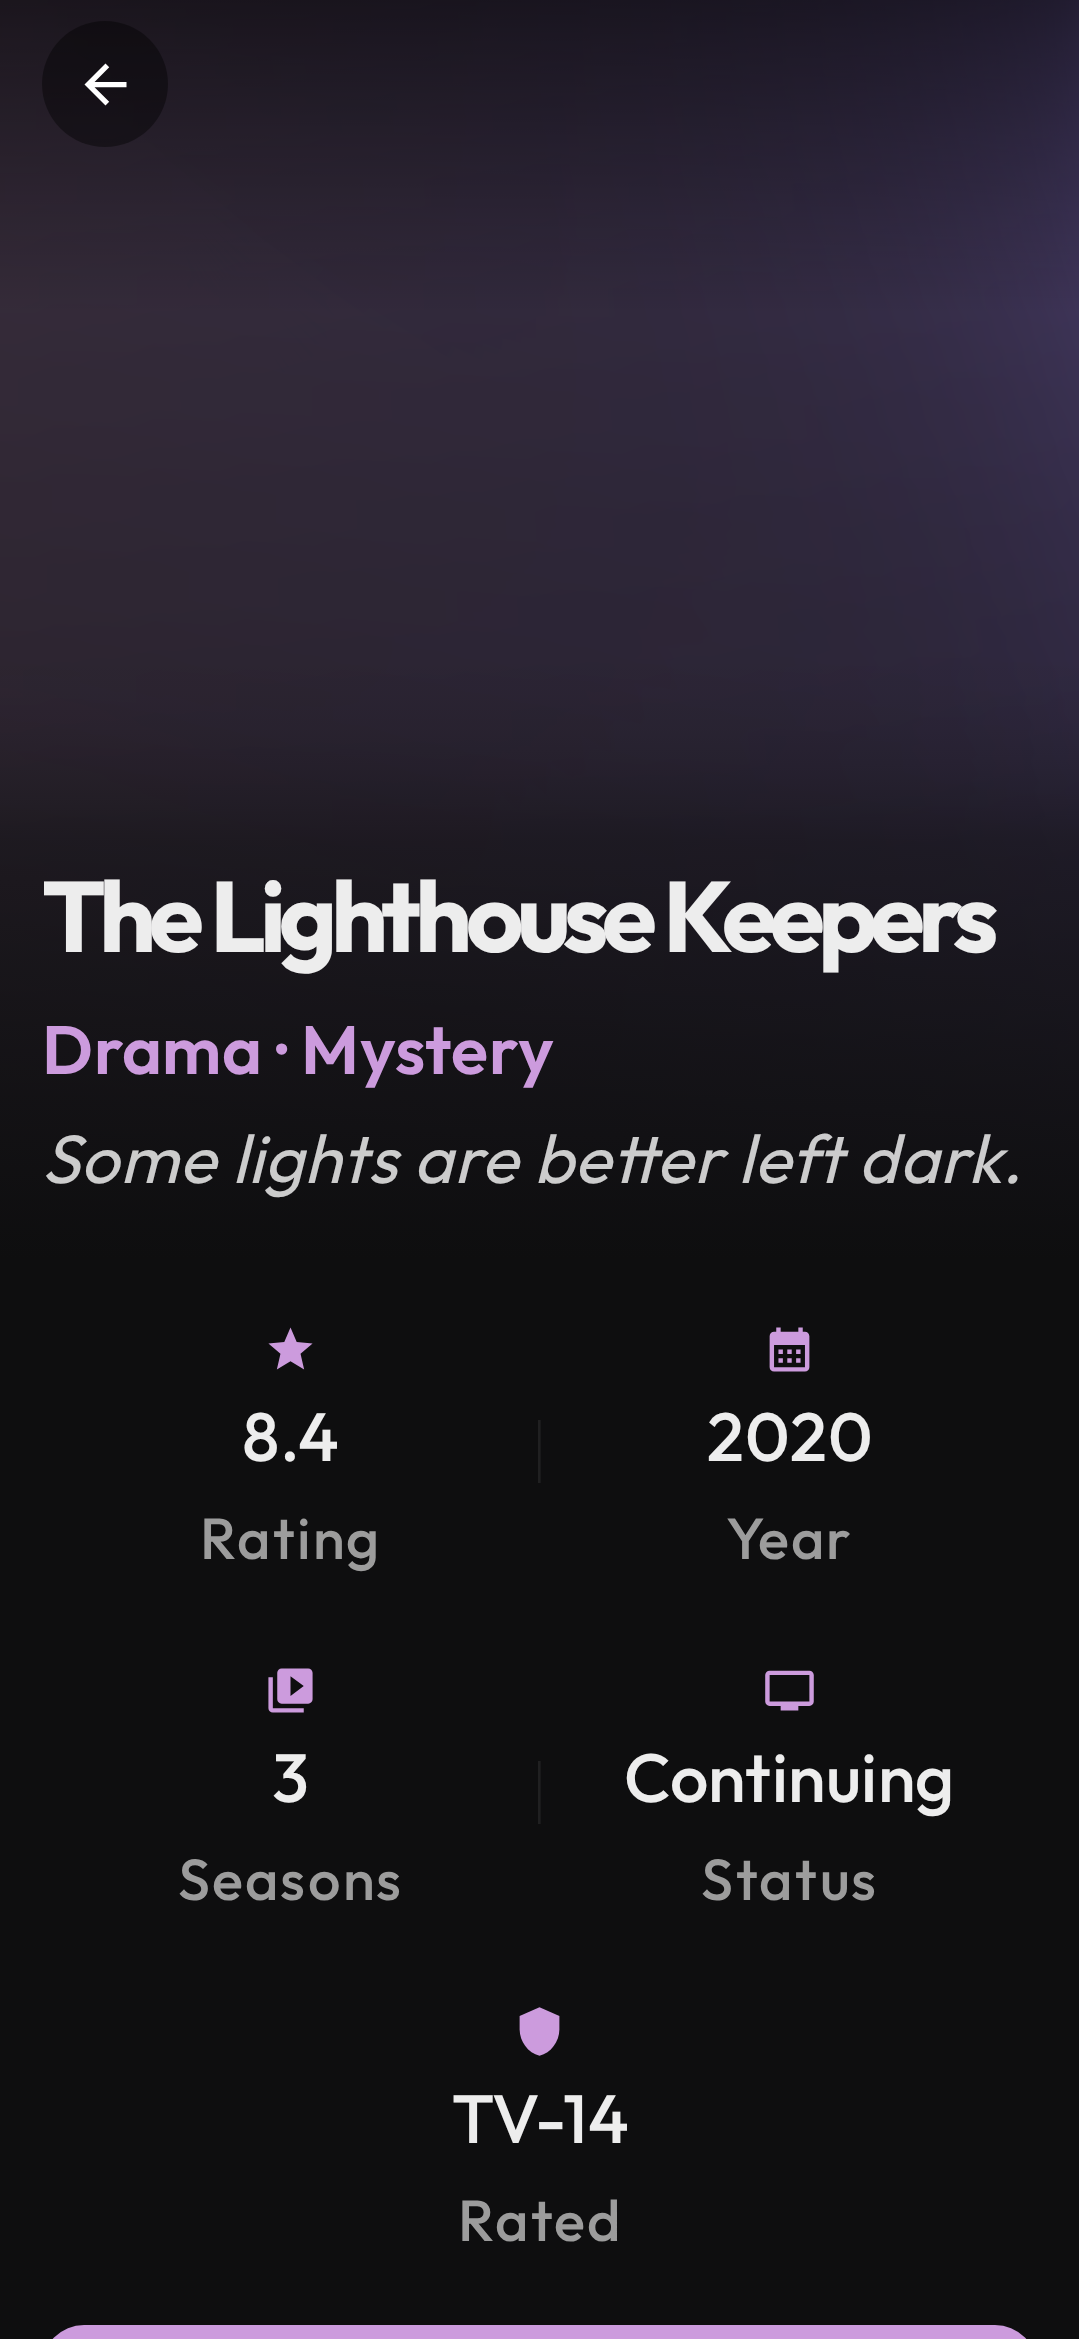 The Lighthouse Keepers
Drama · Mystery
Some lights are better left dark.
8.4
2020
Rating
Year
3
Continuing
Seasons
Status
TV-14
Rated